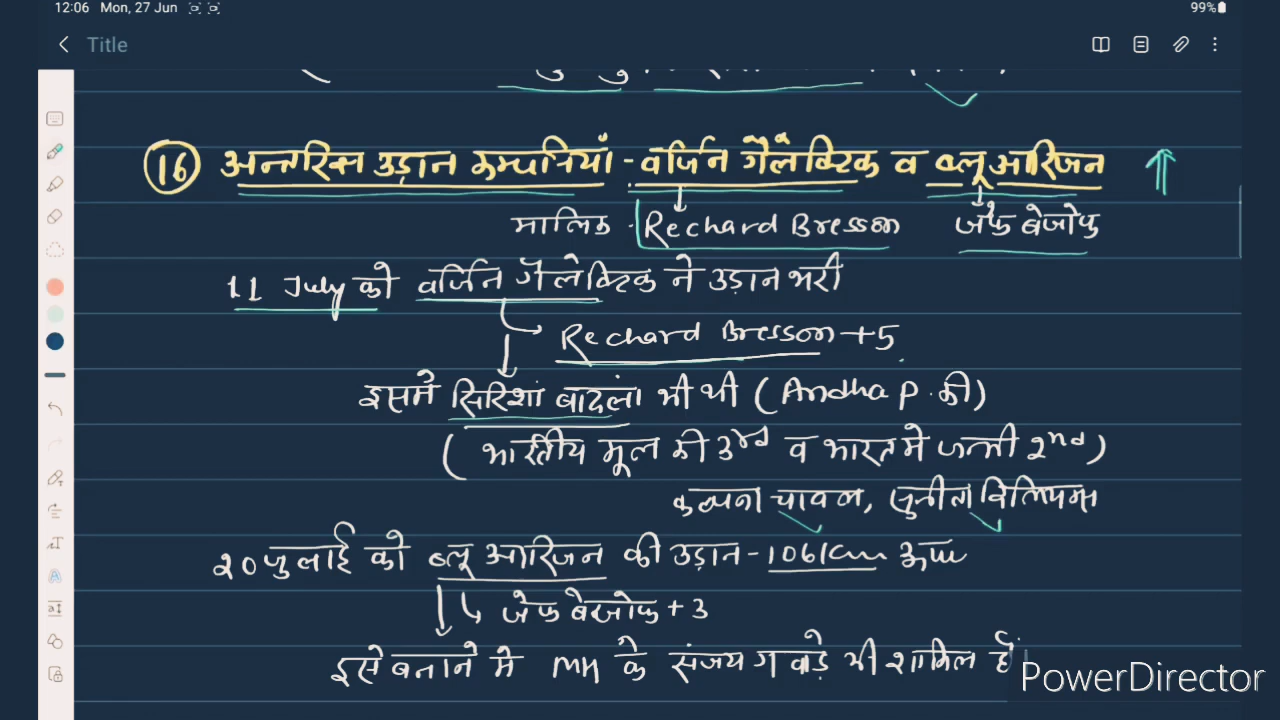 12:06 Mon, 27 Jun 99%
Title
(16) अन्तरिक्ष उड़ान कम्पनियाँ - वर्जिन गैलेक्टिक व ब्लू आरिजन
मालिक - Rechard Bresson जैफ बेजोफ
11 July को वर्जिन गैलेक्टिक ने उड़ान भरी
Rechard Bresson + 5
इसमें सिरिशा बांदला भी थी (Andha P. की)
(भारतीय मूल की 3rd व भारत मे जन्मी 2nd)
कल्पना चावला, सुनीता विलियम्स
20 जुलाई को ब्लू आरिजन की उड़ान - 106 km ऊपर
जेफ बेजोफ + 3
इसे बनाने मे MH के संजय गवाड़े भी शामिल है
PowerDirector